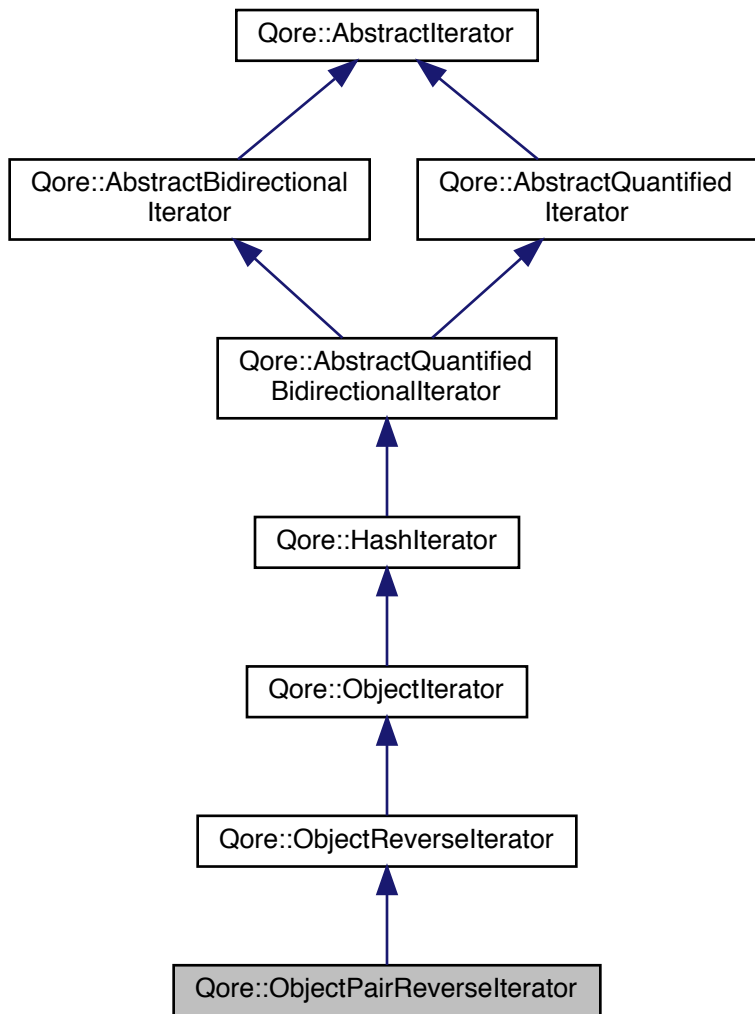 Qore::AbstractIterator
Qore::AbstractBidirectional
Iterator
Qore::AbstractQuantified
Iterator
Qore::AbstractQuantified
BidirectionalIterator
Qore::HashIterator
Qore::ObjectIterator
Qore::ObjectReverseIterator
Qore::ObjectPairReverseIterator